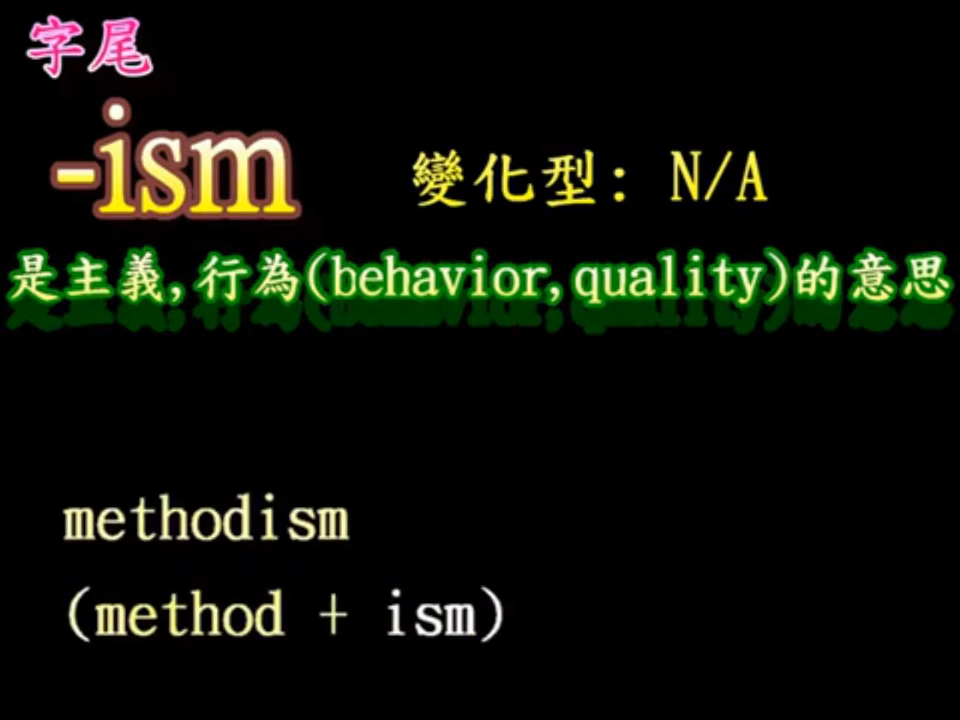 字尾
-ism 變化型: N/A
是主義,行為(behavior,quality)的意思
methodism
(method + ism)